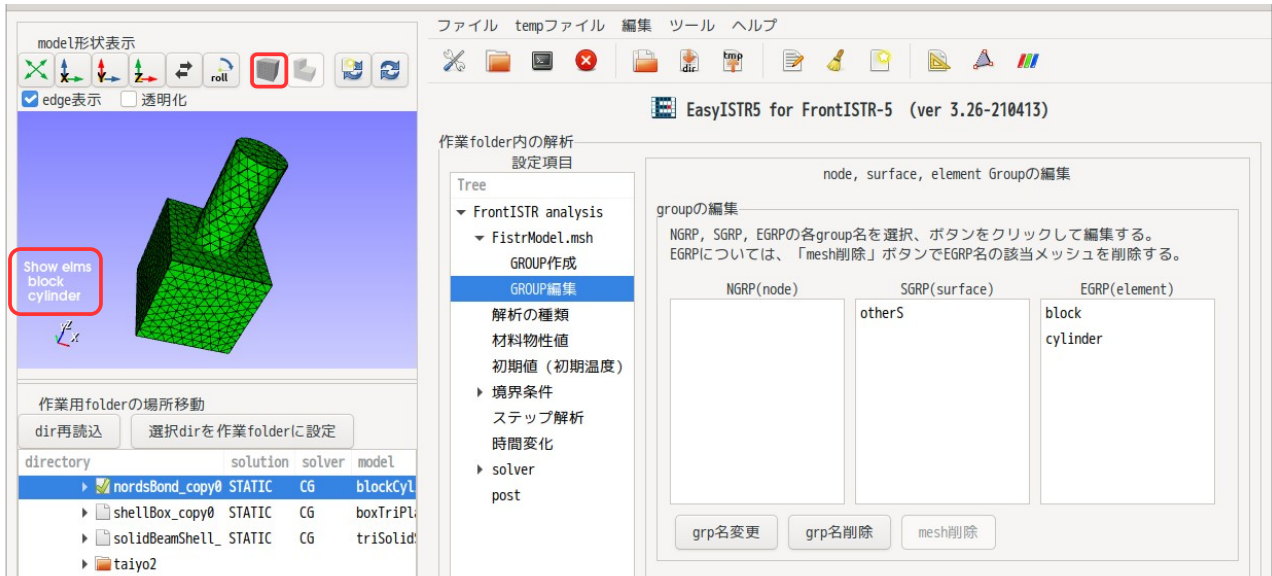 ファイル tempファイル 編集 ツール ヘルプ
model形状表示
X Y Z roll
dir tmp
edge表示 透明化
EasyISTR5 for FrontISTR-5 (ver 3.26-210413)
Show elms
block
cylinder
YZ
X
作業folder内の解析
設定項目
Tree
FrontISTR analysis
FistrModel.msh
GROUP作成
GROUP編集
解析の種類
材料物性値
初期値 (初期温度)
境界条件
ステップ解析
時間変化
solver
post
node, surface, element Groupの編集
groupの編集
NGRP, SGRP, EGRPの各group名を選択、ボタンをクリックして編集する。
EGRPについては、「mesh削除」ボタンでEGRP名の該当メッシュを削除する。
NGRP(node) SGRP(surface) EGRP(element)
otherS block
cylinder
grp名変更 grp名削除 mesh削除
作業用folderの場所移動
dir再読込 選択dirを作業folderに設定
directory solution solver model
nordsBond_copy0 STATIC CG blockCyl
shellBox_copy0 STATIC CG boxTriPl
solidBeamShell_ STATIC CG triSolid
taiyo2